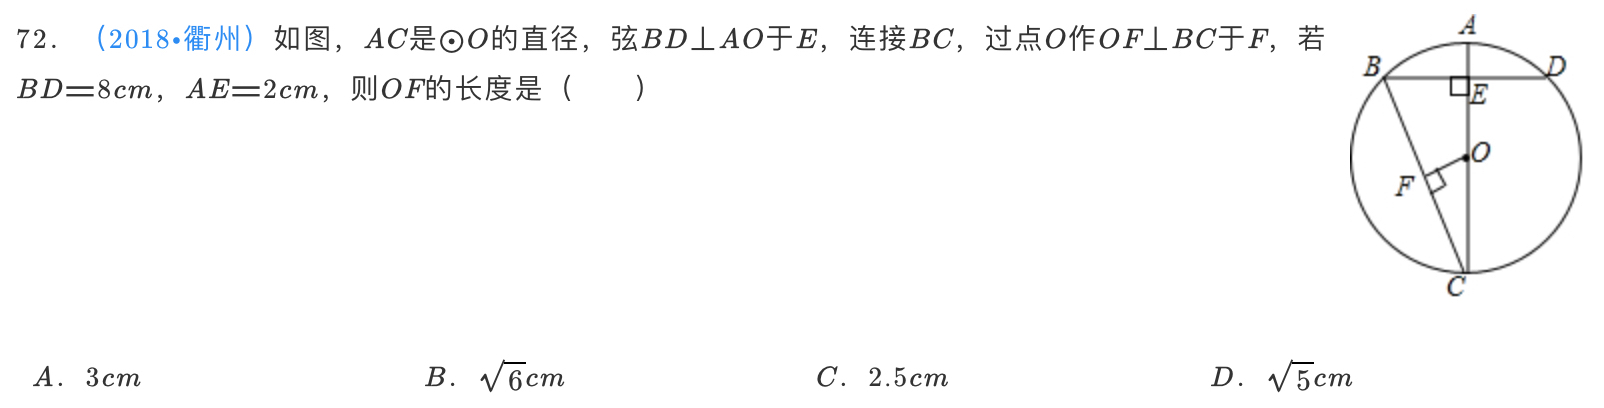 72. （2018•衢州）如图，AC是⊙O的直径，弦BD⊥AO于E，连接BC，过点O作OF⊥BC于F，若
BD＝8cm，AE＝2cm，则OF的长度是（　　）
A
B
D
E
O
F
C
A. 3cm B. √6cm C. 2.5cm D. √5cm